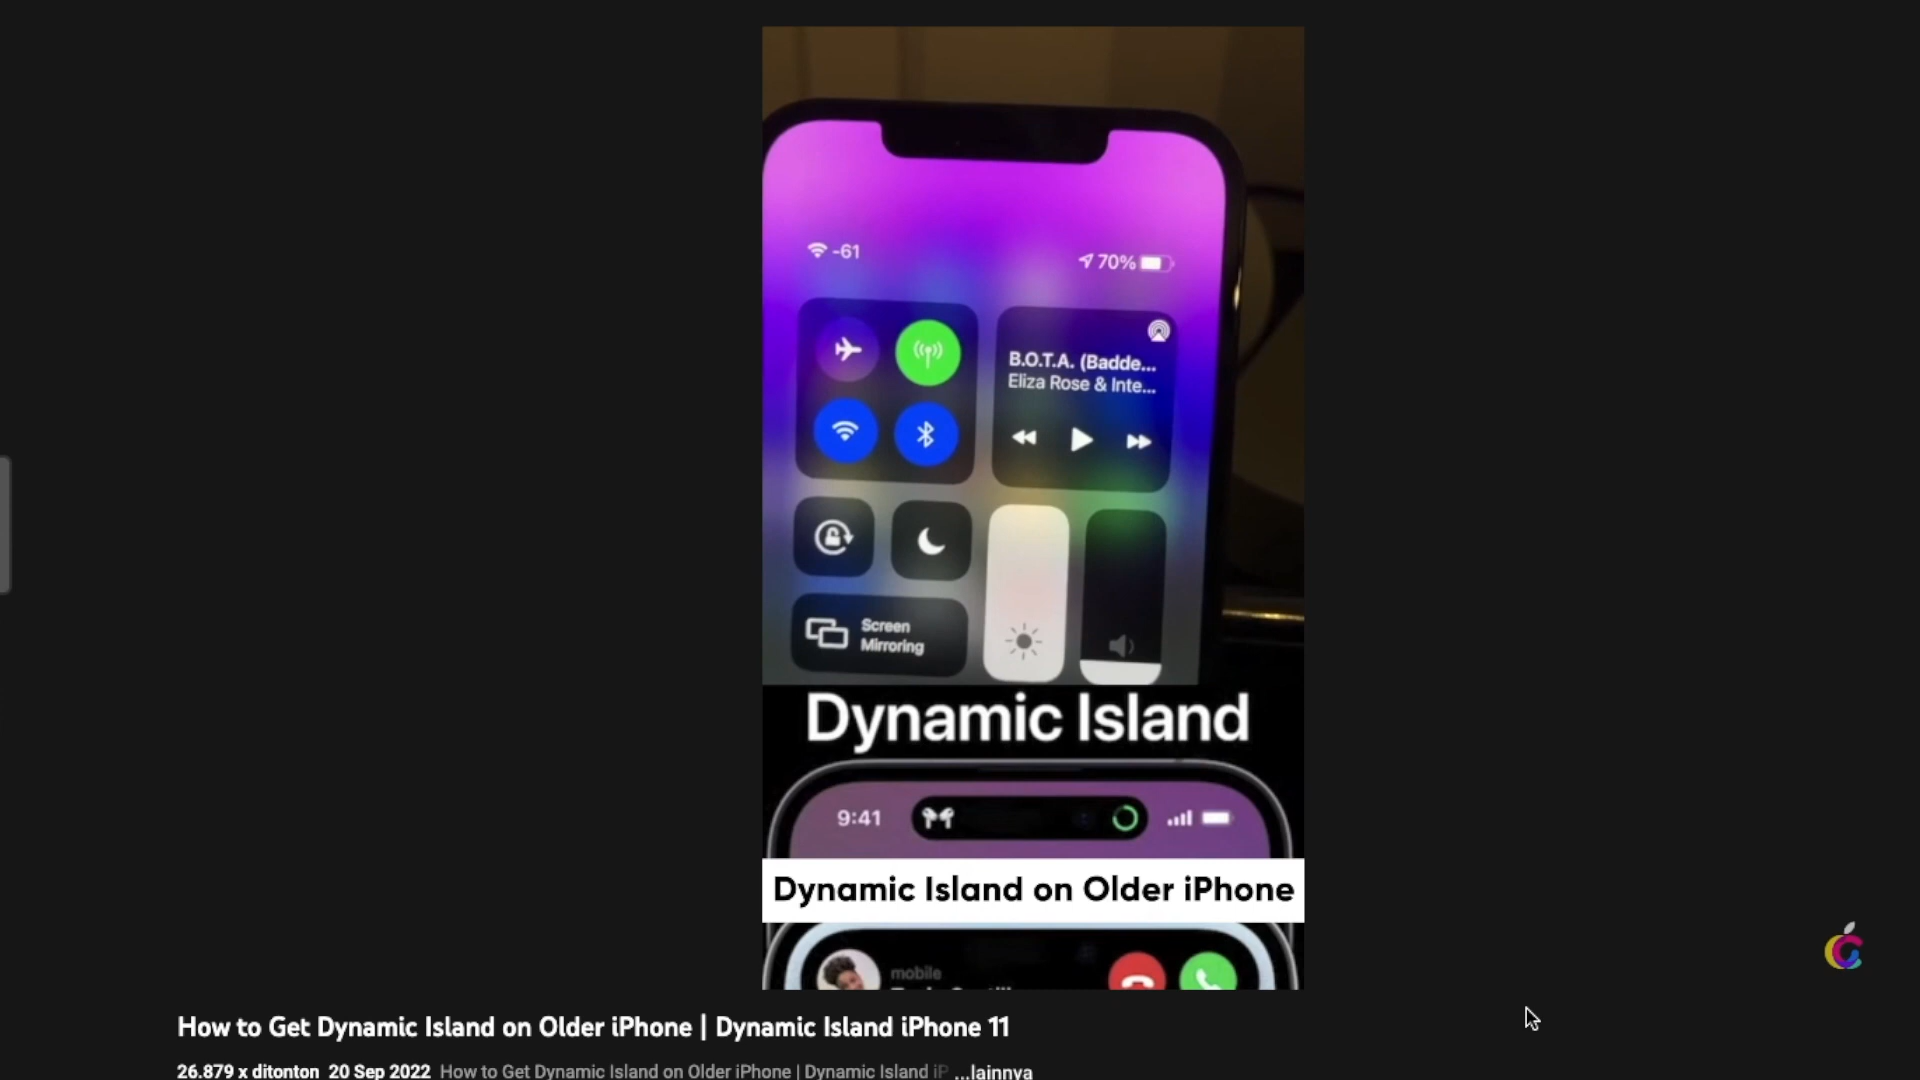 -61
70%
B.O.T.A. (Badde...
Eliza Rose & Inte...
Screen
Mirroring
Dynamic Island
9:41
Dynamic Island on Older iPhone
mobile
How to Get Dynamic Island on Older iPhone | Dynamic Island iPhone 11
26.879 x ditonton 20 Sep 2022 How to Get Dynamic Island on Older iPhone | Dynamic Island iP ...lainnya